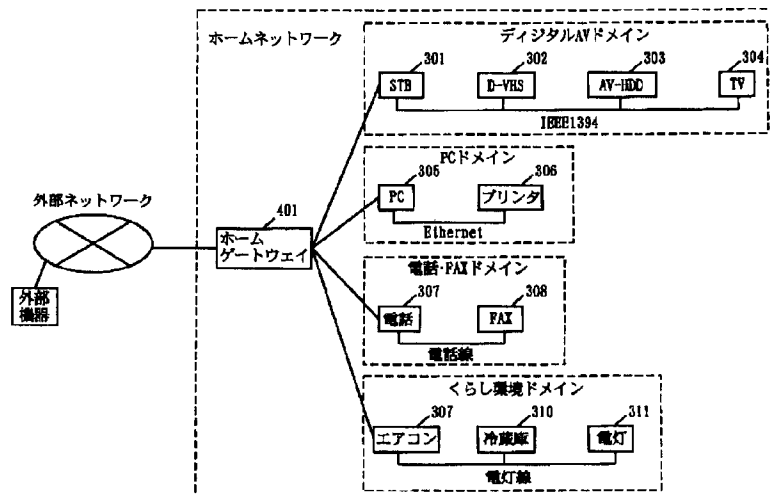 ホームネットワーク
ディジタルAVドメイン
301
302
303
304
STB
D-VHS
AV-HDD
TV
IEEE1394
PCドメイン
305
306
PC
プリンタ
Ethernet
外部ネットワーク
401
ホーム
ゲートウェイ
外部
機器
電話・FAXドメイン
307
308
電話
FAX
電話線
くらし環境ドメイン
307
310
311
エアコン
冷蔵庫
電灯
電灯線